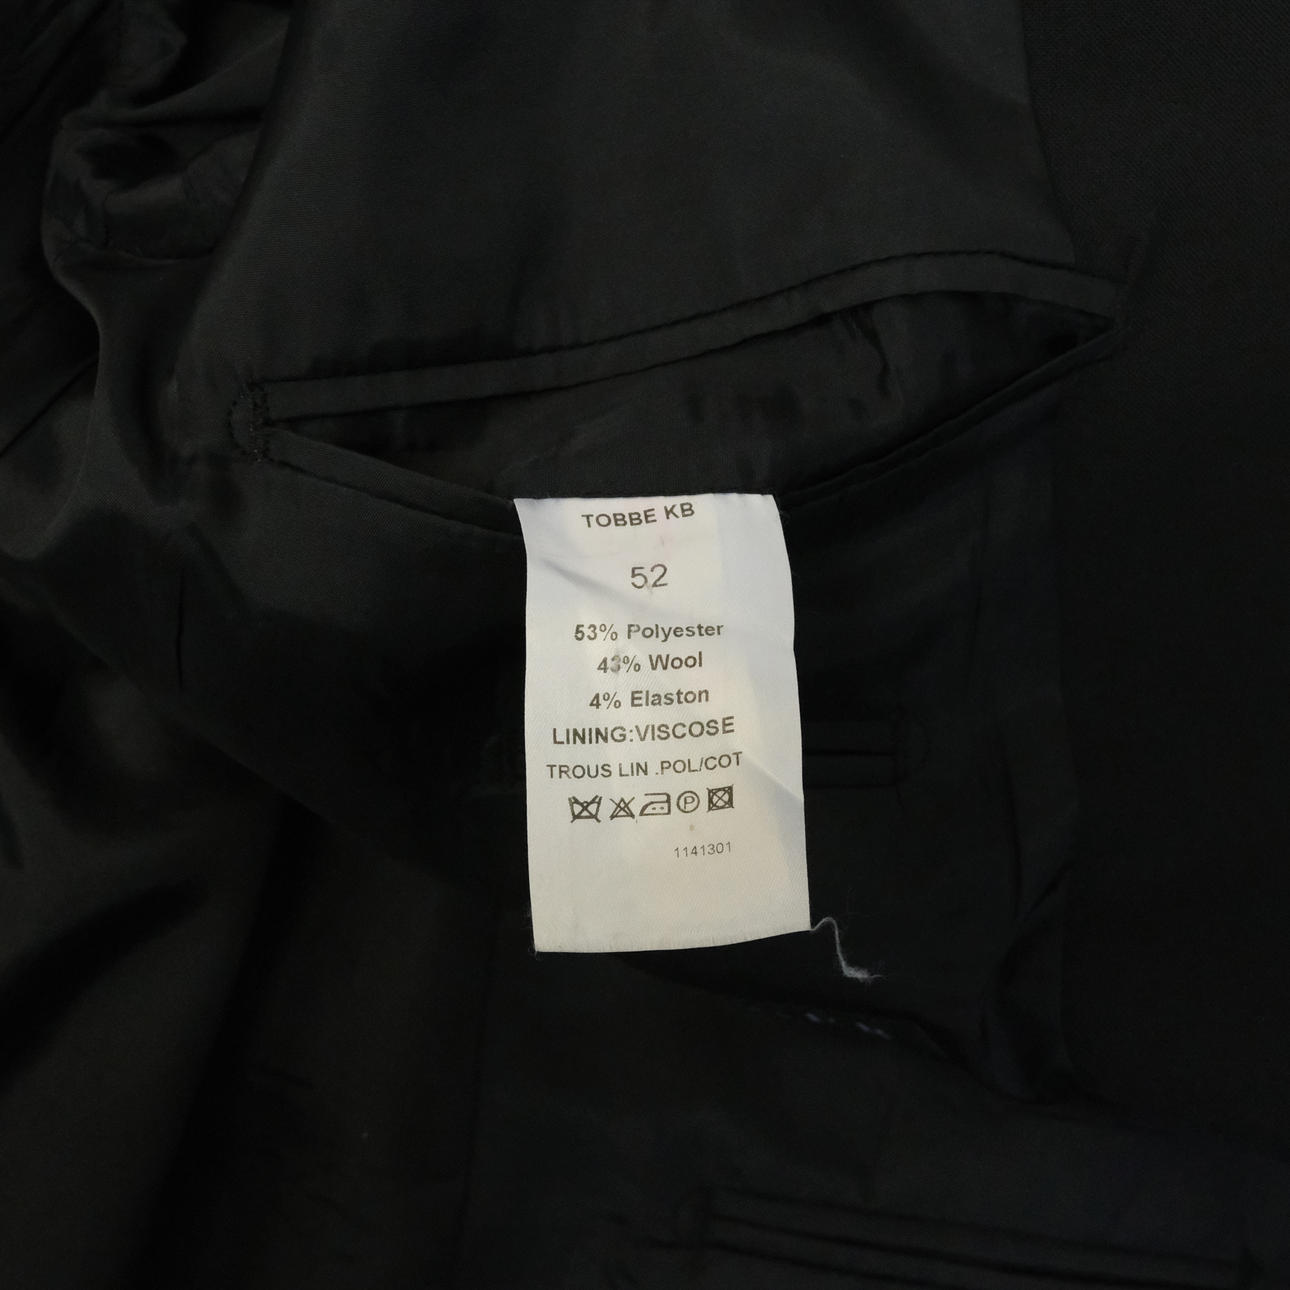 TOBBE KB
52
53% Polyester
43% Wool
4% Elaston
LINING:VISCOSE
TROUS LIN .POL/COT
P
1141301